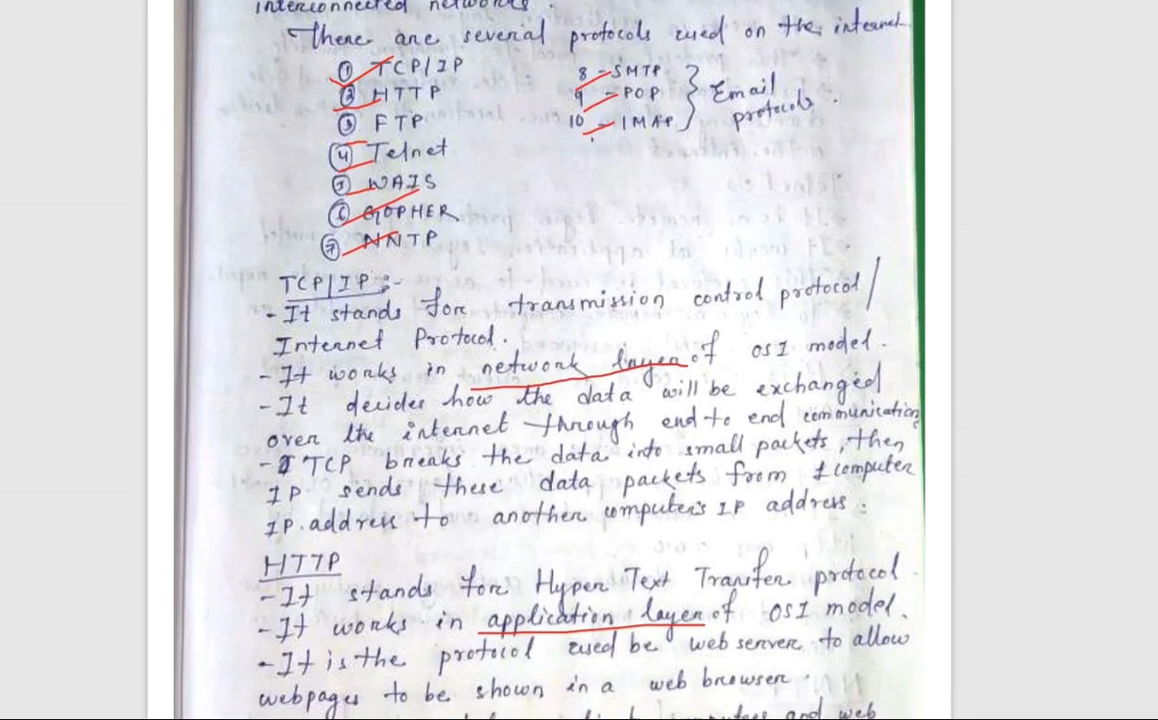 interconnected networks.
There are several protocols used on the internet
① TCP/IP
② HTTP
③ FTP
④ Telnet
⑤ WAIS
⑥ GOPHER
⑦ NNTP
8 - SMTP
9 - POP
10 - IMAP
Email protocols.
TCP/IP :-
- It stands for transmission control protocol/
Internet Protocol.
- It works in network layer of OSI model.
- It decides how the data will be exchanged
over the internet through end to end communication
- TCP breaks the data into small packets, then
IP sends these data packets from 1 computer
IP address to another computer's IP address.
HTTP
- It stands for Hyper Text Transfer protocol.
- It works in application layer of OSI model.
- It is the protocol used be web server to allow
webpages to be shown in a web browser.
and web